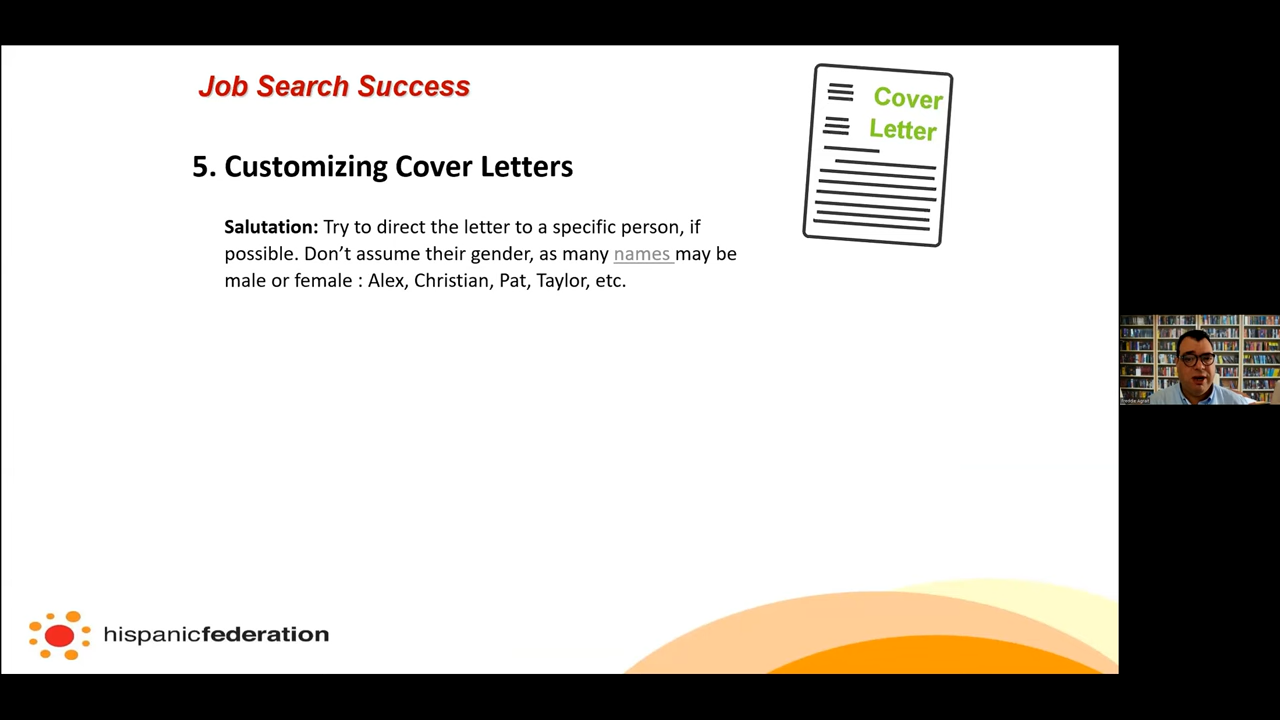 Job Search Success
Cover
Letter
5. Customizing Cover Letters
Salutation: Try to direct the letter to a specific person, if
possible. Don’t assume their gender, as many names may be
male or female : Alex, Christian, Pat, Taylor, etc.
hispanicfederation